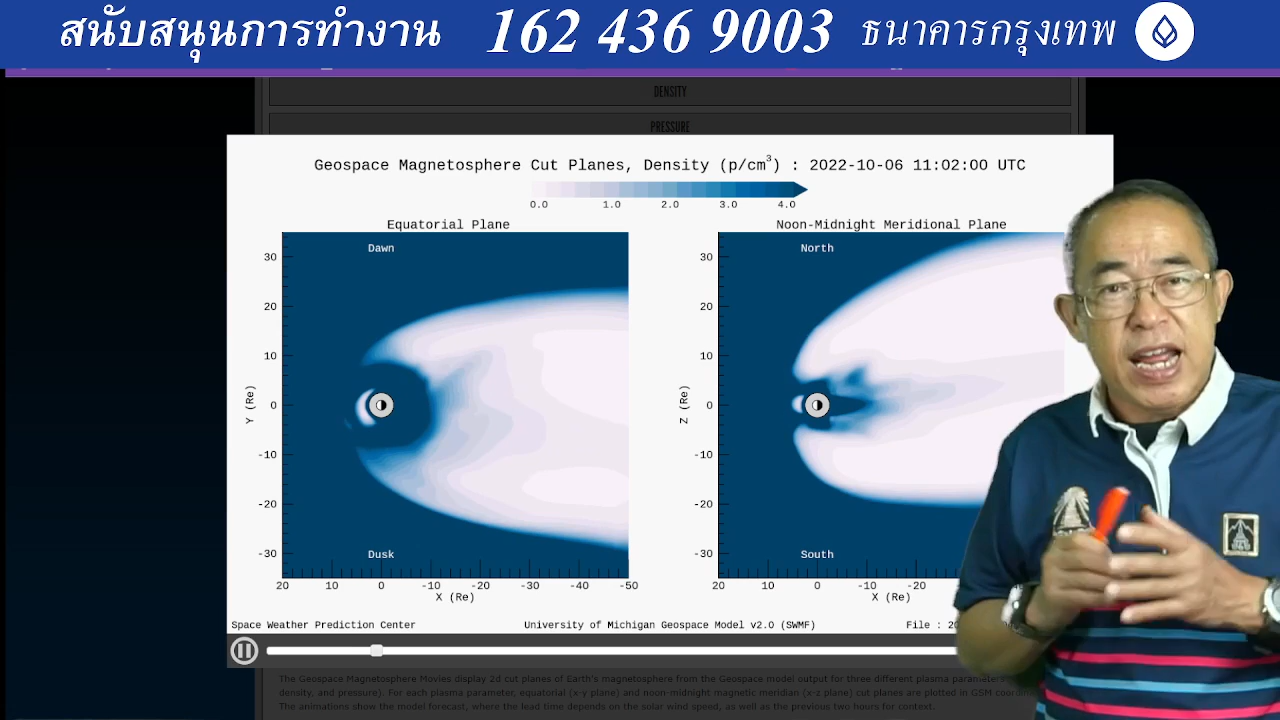 สนับสนุนการทำงาน 162 436 9003 ธนาคารกรุงเทพ
DENSITY
PRESSURE
Geospace Magnetosphere Cut Planes, Density (p/cm3) : 2022-10-06 11:02:00 UTC
0.0 1.0 2.0 3.0 4.0
Equatorial Plane
Noon-Midnight Meridional Plane
Dawn
North
30
20
10
0
-10
-20
-30
Y (Re)
30
20
10
0
-10
-20
-30
Z (Re)
Dusk
South
20 10 0 -10 -20 -30 -40 -50
20 10 0 -10 -20
X (Re)
X (Re)
Space Weather Prediction Center
University of Michigan Geospace Model v2.0 (SWMF)
File : 20
The Geospace Magnetosphere Movies display 2d cut planes of Earth's magnetosphere from the Geospace model output for three different plasma
density, and pressure). For each plasma parameter, equatorial (x-y plane) and noon-midnight magnetic meridian (x-z plane) cut planes are plotted in GSM
The animations show the model forecast, where the lead time depends on the solar wind speed, as well as the previous two hours for context.